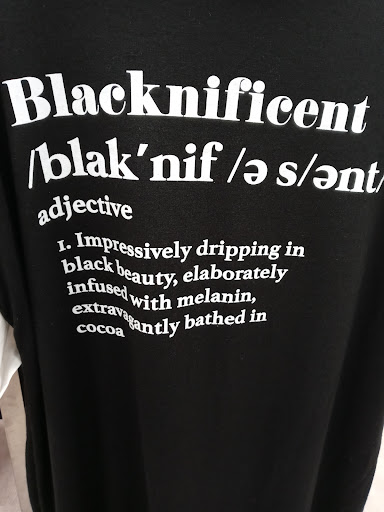 Blacknificent
/blak′nif /ə s/ənt/
adjective
1. Impressively dripping in
black beauty, elaborately
infused with melanin,
extravagantly bathed in
cocoa